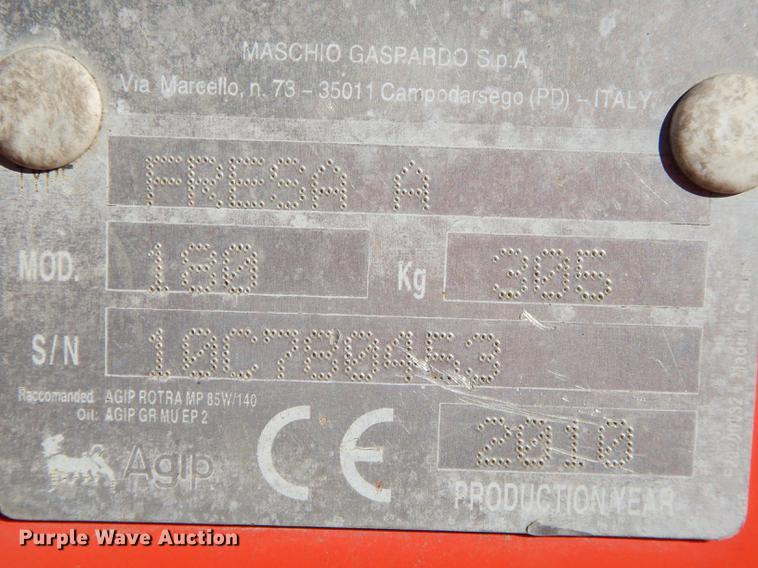 MASCHIO GASPARDO S.p.A.
Via Marcello, n. 73 – 35011 Campodarsego (PD) – ITALY
TYPE FRESA A
MOD. 180 Kg 305
S/N 10C780453
Raccomanded AGIP ROTRA MP 85W/140
Oil: AGIP GR MU EP 2
Agip CE 2010
PRODUCTION YEAR
Purple Wave Auction